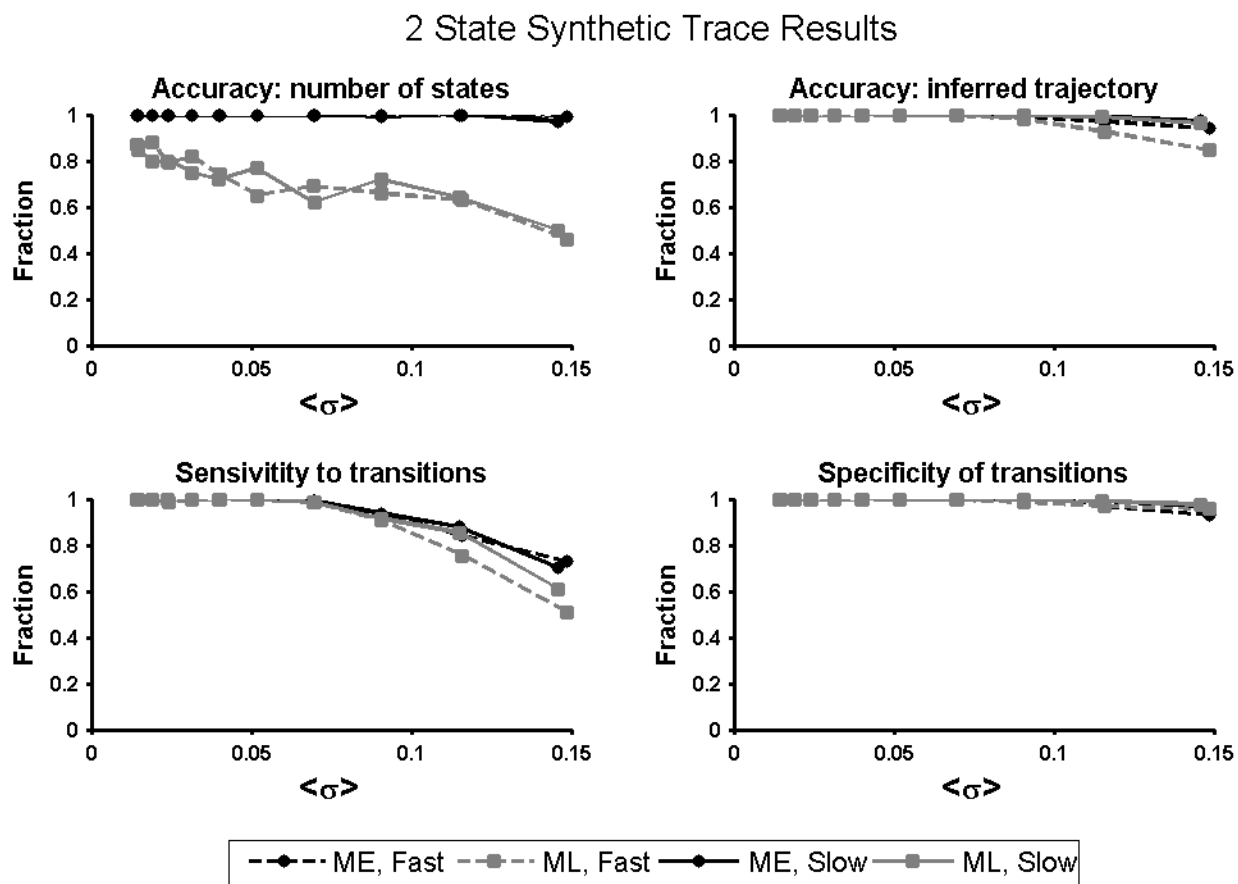 2 State Synthetic Trace Results
Accuracy: number of states
1
0.8
0.6
0.4
0.2
0
Fraction
0
0.05
0.1
0.15
<σ>
Accuracy: inferred trajectory
1
0.8
0.6
0.4
0.2
0
Fraction
0
0.05
0.1
0.15
<σ>
Sensivitity to transitions
1
0.8
0.6
0.4
0.2
0
Fraction
0
0.05
0.1
0.15
<σ>
Specificity of transitions
1
0.8
0.6
0.4
0.2
0
Fraction
0
0.05
0.1
0.15
<σ>
ME, Fast ML, Fast ME, Slow ML, Slow